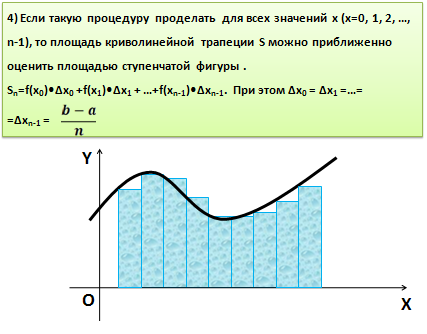 4) Если такую процедуру проделать для всех значений x (x=0, 1, 2, ...,
n-1), то площадь криволинейной трапеции S можно приближенно
оценить площадью ступенчатой фигуры .
Sn=f(x0)•Δx0 +f(x1)•Δx1 + ...+f(xn-1)•Δxn-1. При этом Δx0 = Δx1 =...=
=Δxn-1 = b − a / n
Y
O
X